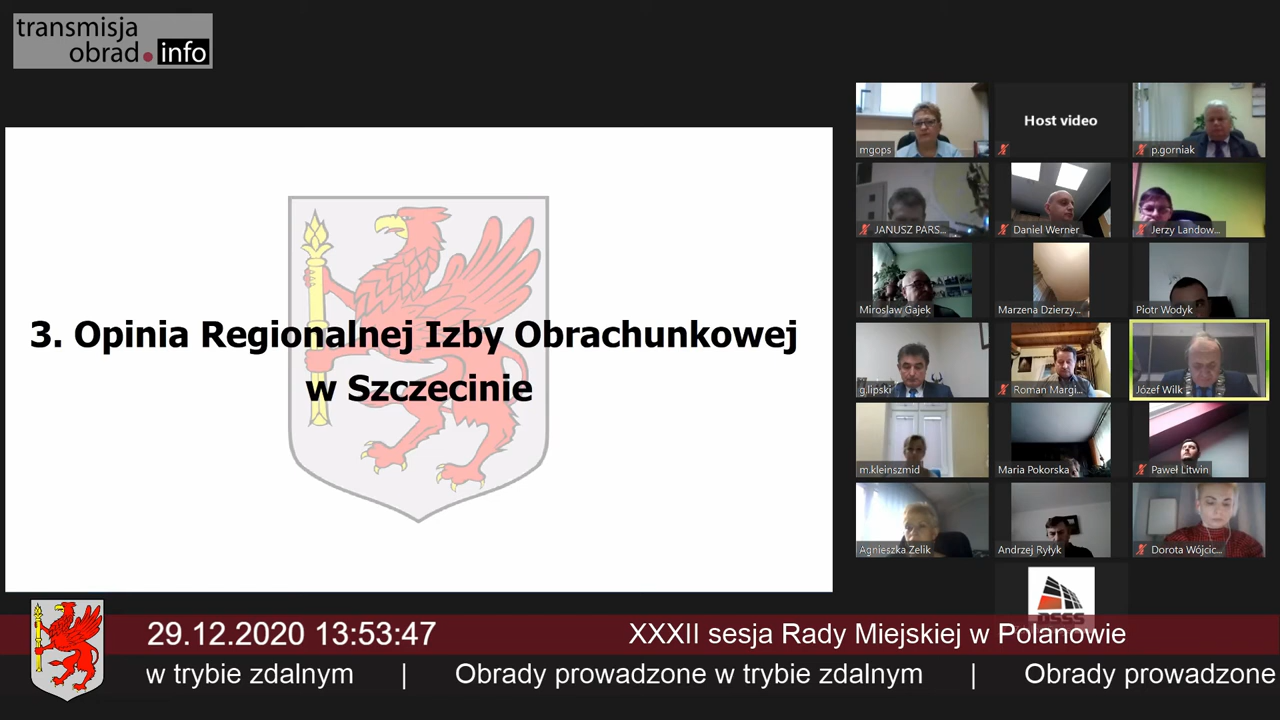 transmisja
obrad.info
3. Opinia Regionalnej Izby Obrachunkowej
w Szczecinie
mgops
Host video
p.gorniak
JANUSZ PARS...
Daniel Werner
Jerzy Landow...
Miroslaw Gajek
Marzena Dzierzy...
Piotr Wodyk
g.lipski
Roman Margi...
Józef Wilk
m.kleinszmid
Maria Pokorska
Paweł Litwin
Agnieszka Żelik
Andrzej Ryłyk
Dorota Wójcic...
29.12.2020 13:53:47
XXXII sesja Rady Miejskiej w Polanowie
w trybie zdalnym | Obrady prowadzone w trybie zdalnym | Obrady prowadzone